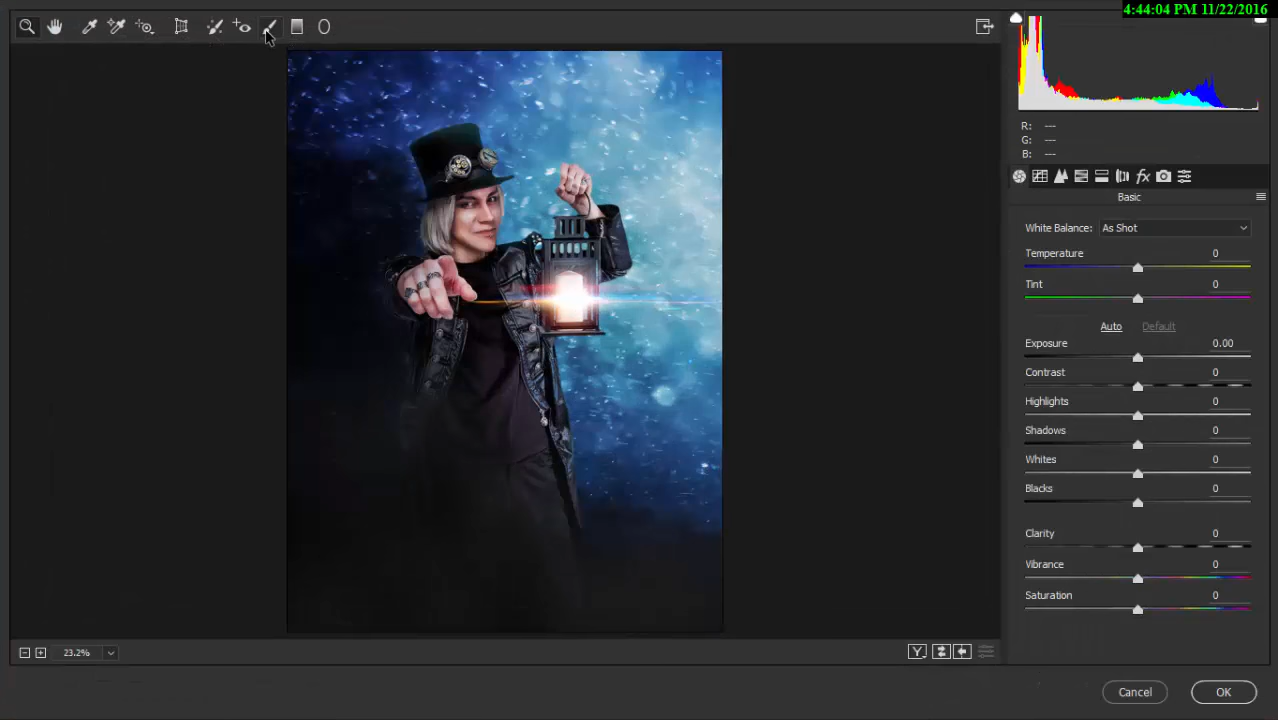 4:44:04 PM 11/22/2016
R: ---
G: ---
B: ---
fx
Basic
White Balance: As Shot
Temperature 0
Tint 0
Auto Default
Exposure 0.00
Contrast 0
Highlights 0
Shadows 0
Whites 0
Blacks 0
Clarity 0
Vibrance 0
Saturation 0
23.2% Y
Cancel OK